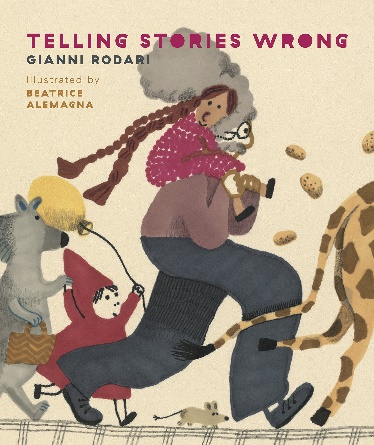 TELLING STORIES WRONG
GIANNI RODARI
Illustrated by
BEATRICE
ALEMAGNA